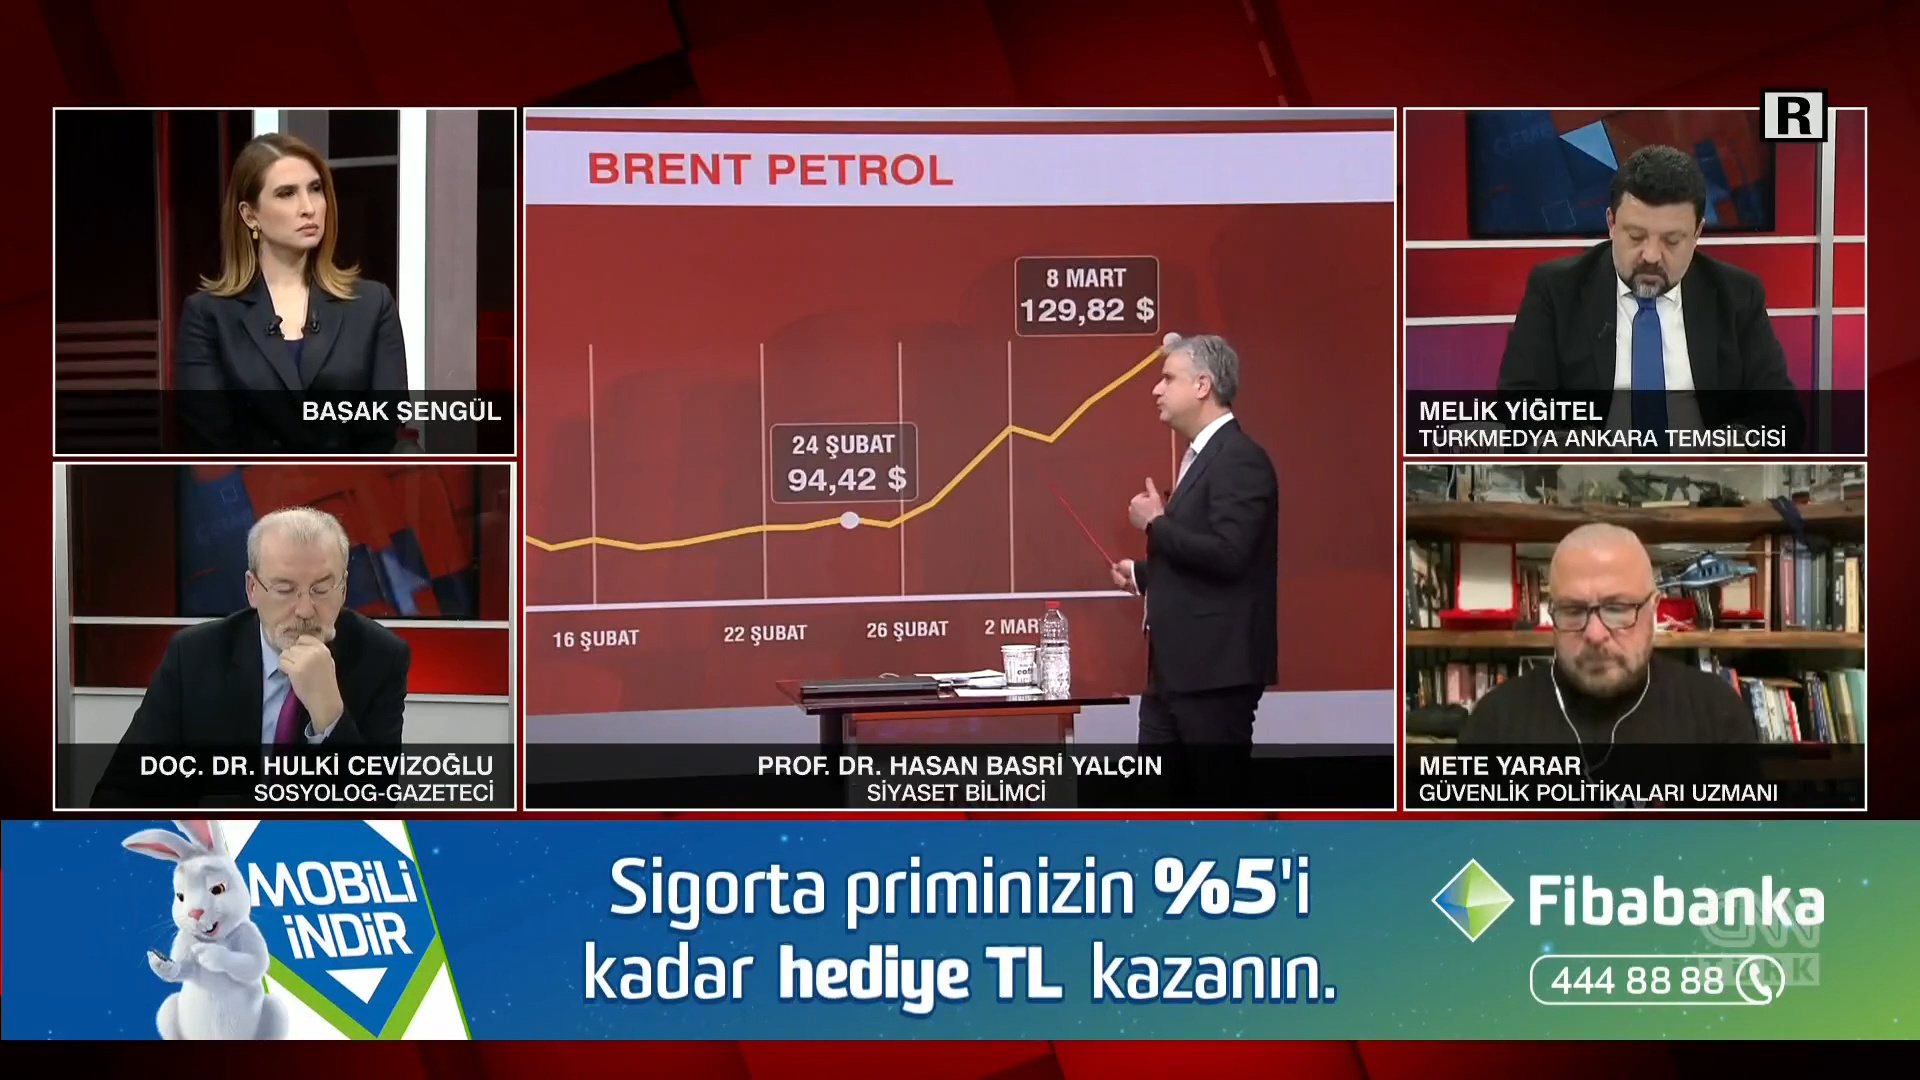 R
BRENT PETROL
8 MART
129,82 $
24 ŞUBAT
94,42 $
16 ŞUBAT
22 ŞUBAT
26 ŞUBAT
2 MAR
BAŞAK ŞENGÜL
MELİK YİĞİTEL
TÜRKMEDYA ANKARA TEMSİLCİSİ
DOÇ. DR. HULKİ CEVİZOĞLU
SOSYOLOG-GAZETECİ
PROF. DR. HASAN BASRİ YALÇIN
SİYASET BİLİMCİ
METE YARAR
GÜVENLİK POLİTİKALARI UZMANI
MOBİLİ
İNDİR
Sigorta priminizin %5'i
kadar hediye TL kazanın.
Fibabanka
CNN
TÜRK
444 88 88